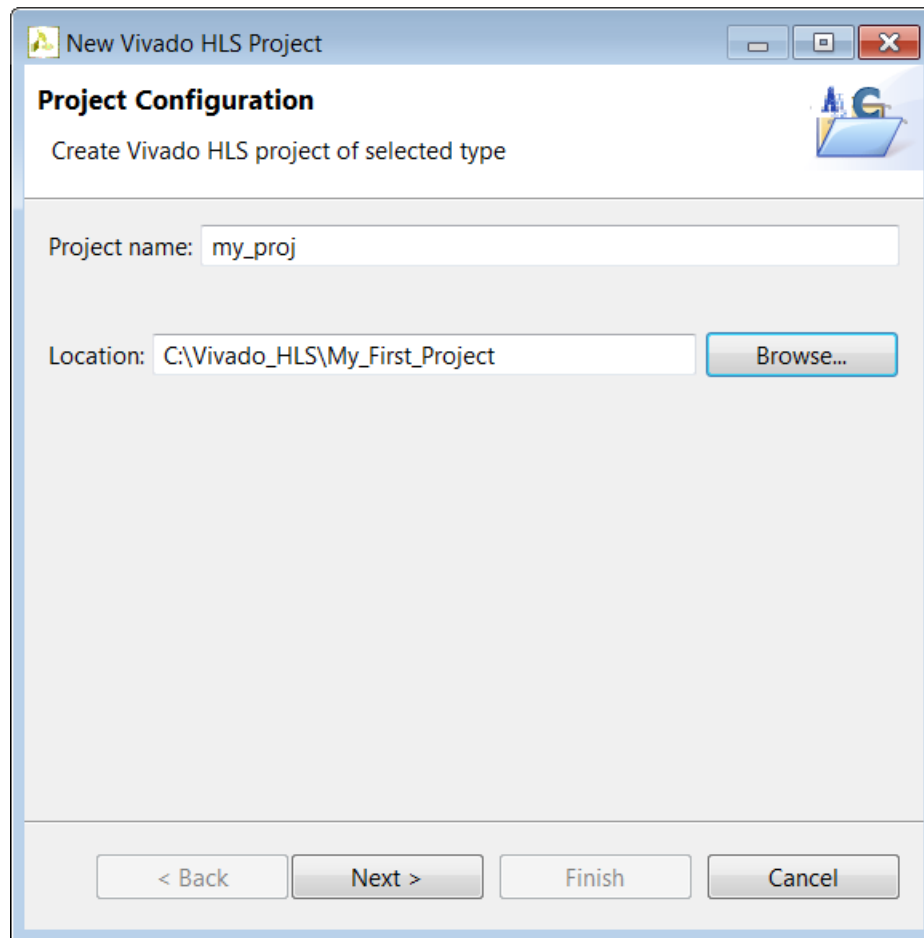 New Vivado HLS Project
Project Configuration
Create Vivado HLS project of selected type
Project name: my_proj
Location: C:\Vivado_HLS\My_First_Project Browse...
< Back Next > Finish Cancel